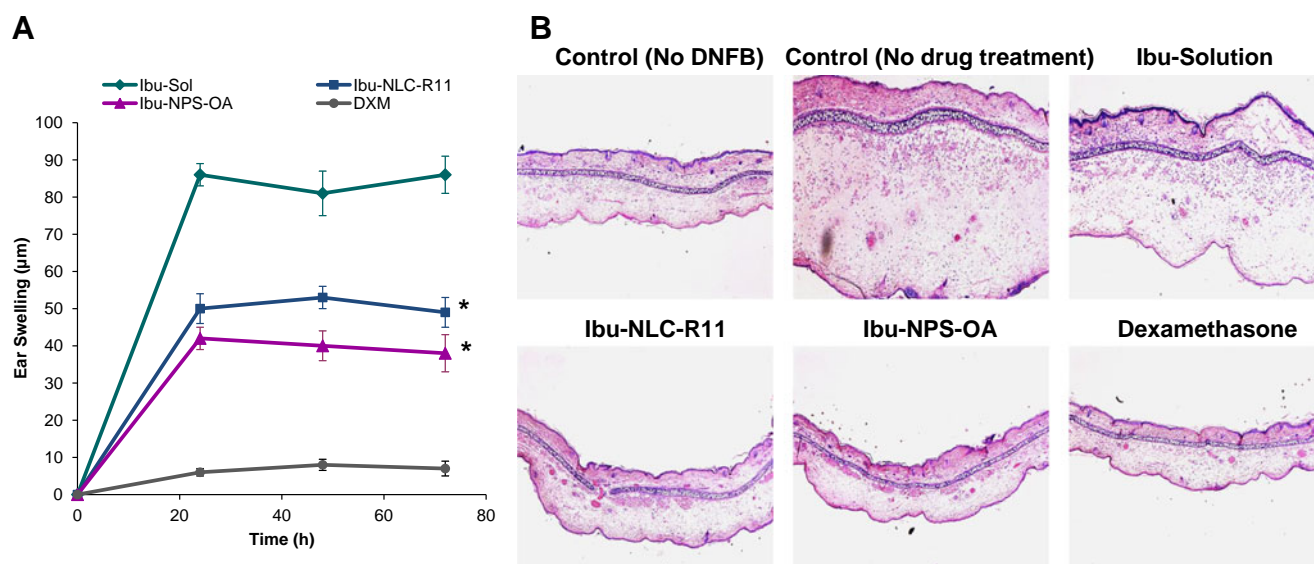 A
Ibu-Sol
Ibu-NLC-R11
Ibu-NPS-OA
DXM
100
90
80
70
60
50
40
30
20
10
0
Ear Swelling (µm)
0
20
40
60
80
Time (h)
*
*
B
Control (No DNFB)
Control (No drug treatment)
Ibu-Solution
Ibu-NLC-R11
Ibu-NPS-OA
Dexamethasone